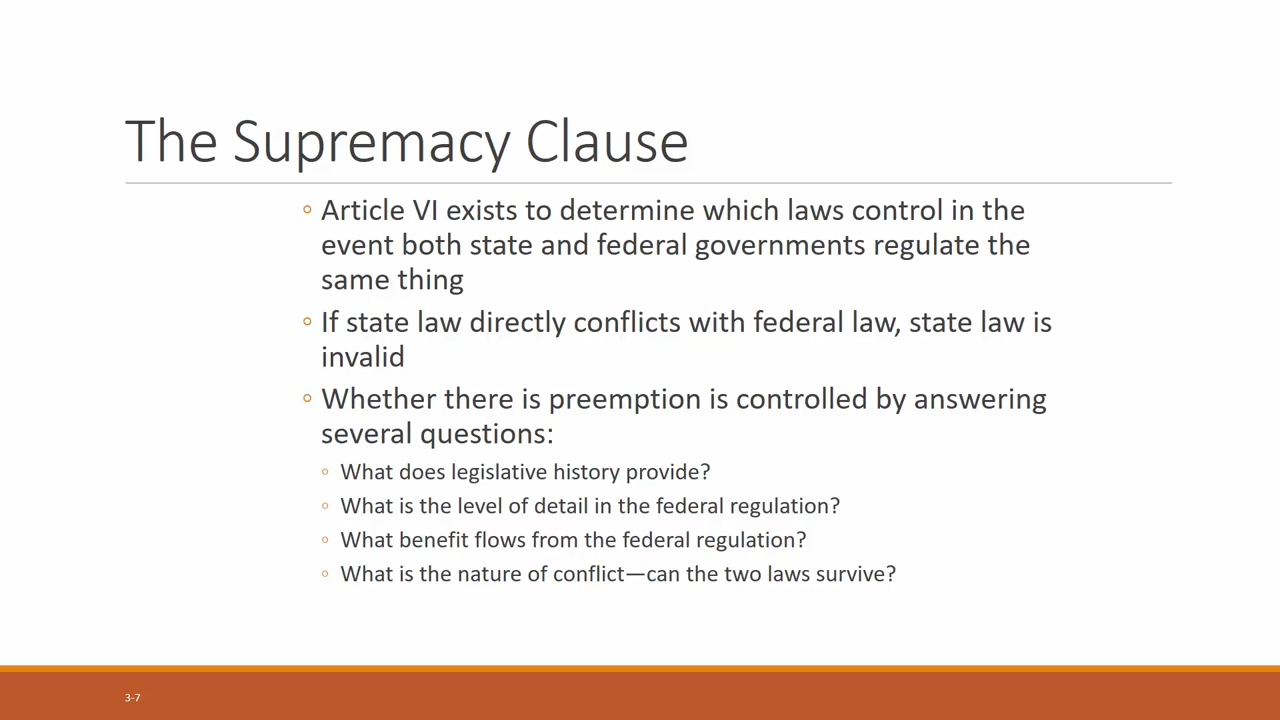 The Supremacy Clause
◦ Article VI exists to determine which laws control in the
event both state and federal governments regulate the
same thing
◦ If state law directly conflicts with federal law, state law is
invalid
◦ Whether there is preemption is controlled by answering
several questions:
◦ What does legislative history provide?
◦ What is the level of detail in the federal regulation?
◦ What benefit flows from the federal regulation?
◦ What is the nature of conflict—can the two laws survive?
3-7